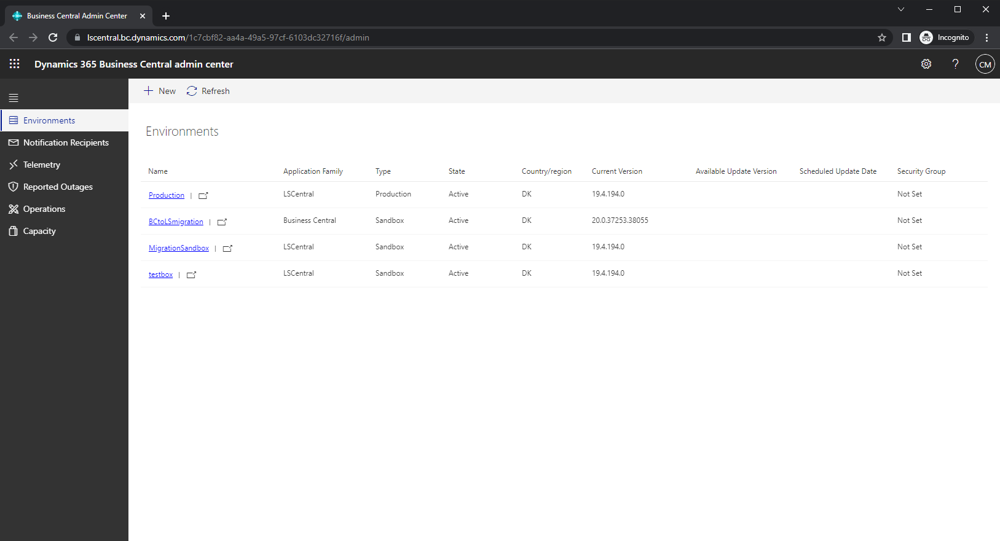 Business Central Admin Center
lscentral.bc.dynamics.com/1c7cbf82-aa4a-49a5-97cf-6103dc32716f/admin
Incognito
Dynamics 365 Business Central admin center
?
CM
New
Refresh
Environments
Notification Recipients
Telemetry
Reported Outages
Operations
Capacity
Environments
Name Application Family Type State Country/region Current Version Available Update Version Scheduled Update Date Security Group
Production | LSCentral Production Active DK 19.4.194.0 Not Set
BCtoLSmigration | Business Central Sandbox Active DK 20.0.37253.38055 Not Set
MigrationSandbox | LSCentral Sandbox Active DK 19.4.194.0 Not Set
testbox | LSCentral Sandbox Active DK 19.4.194.0 Not Set